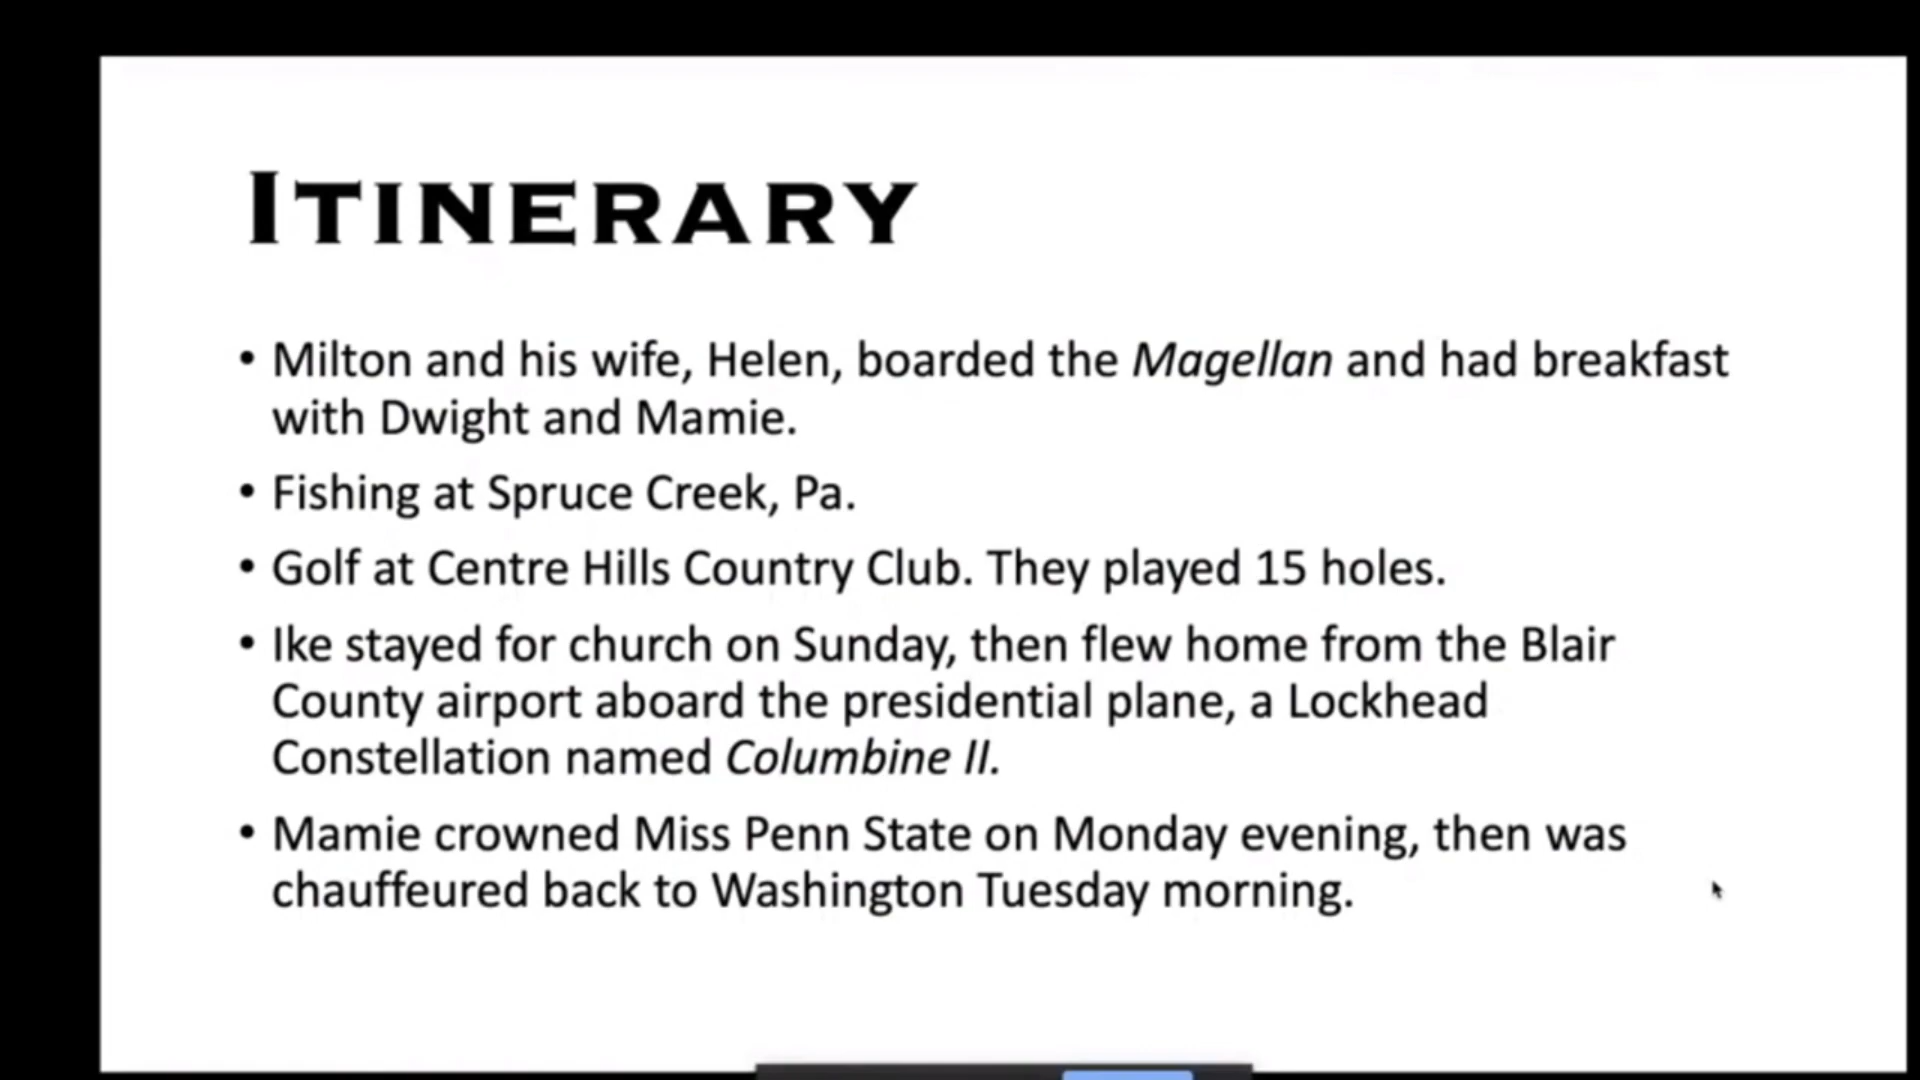 ITINERARY
• Milton and his wife, Helen, boarded the Magellan and had breakfast
with Dwight and Mamie.
• Fishing at Spruce Creek, Pa.
• Golf at Centre Hills Country Club. They played 15 holes.
• Ike stayed for church on Sunday, then flew home from the Blair
County airport aboard the presidential plane, a Lockhead
Constellation named Columbine II.
• Mamie crowned Miss Penn State on Monday evening, then was
chauffeured back to Washington Tuesday morning.